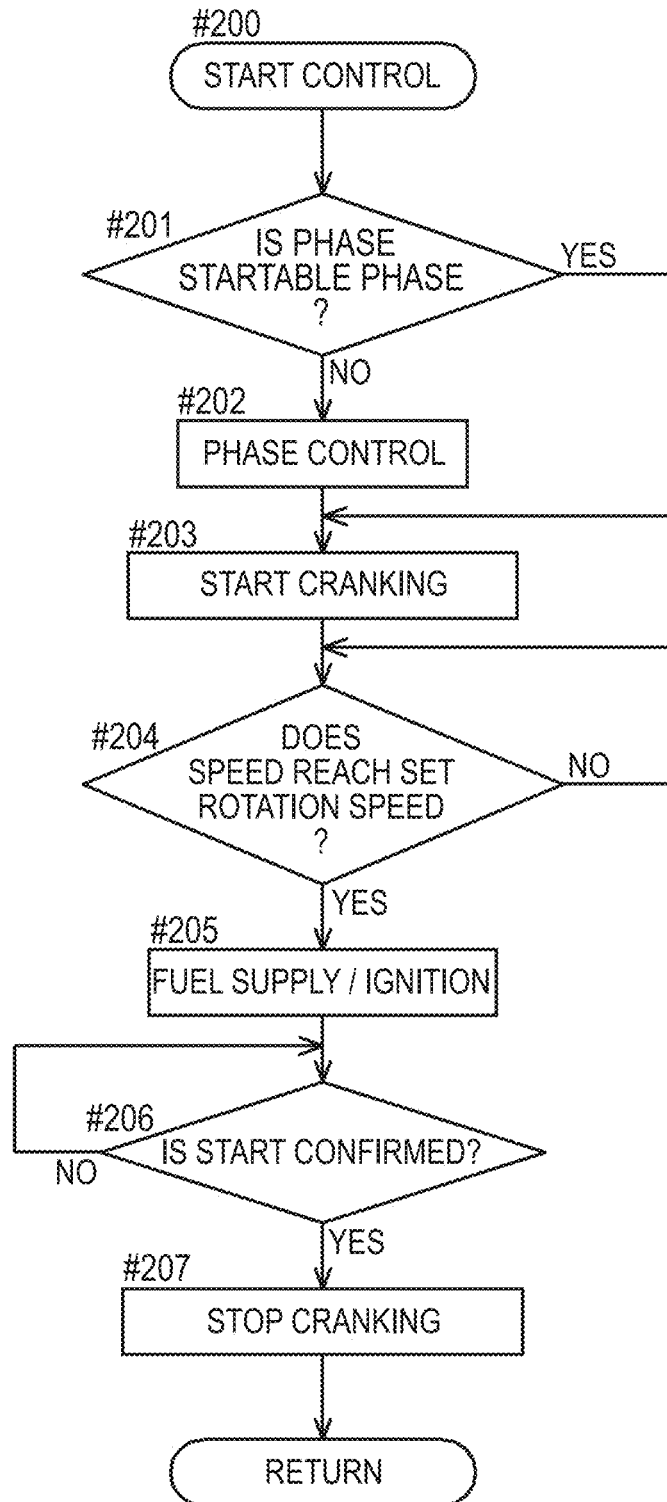 #200
START CONTROL
#201
IS PHASE
STARTABLE PHASE
?
YES
NO
#202
PHASE CONTROL
#203
START CRANKING
#204
DOES
SPEED REACH SET
ROTATION SPEED
?
NO
YES
#205
FUEL SUPPLY / IGNITION
#206
IS START CONFIRMED?
NO
YES
#207
STOP CRANKING
RETURN